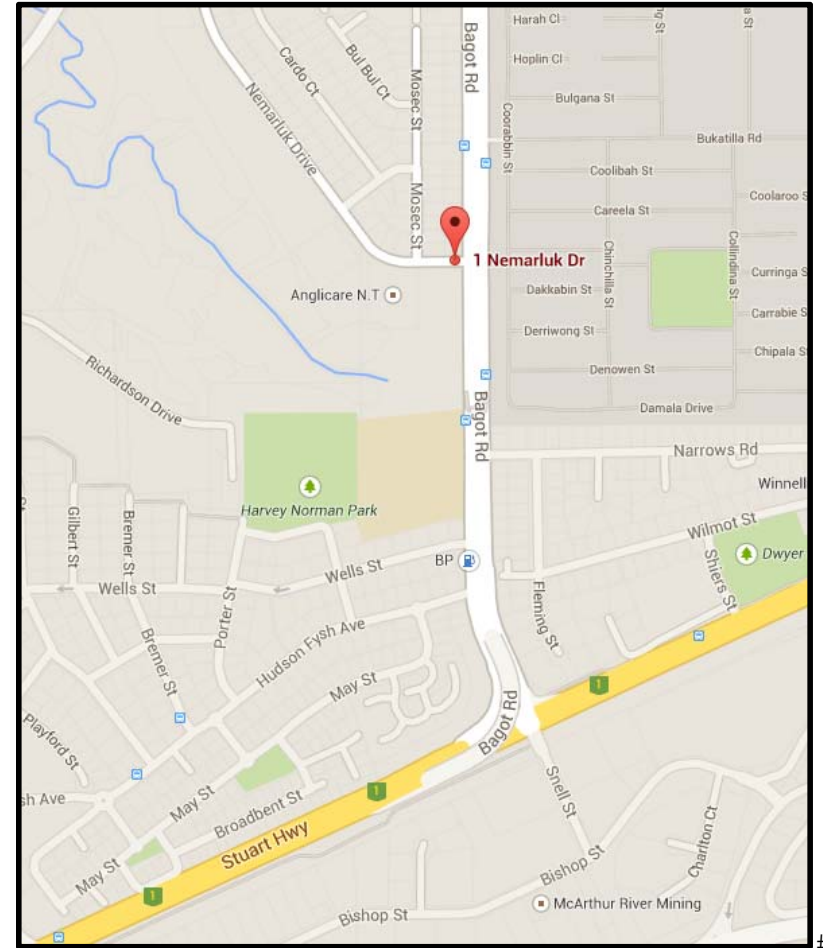 Harah Cl
ng St
a St
Bagot Rd
Bul Bul Ct
Cardo Ct
Hoplin Cl
Mosec St
Coorabbin St
Bulgana St
Nemarluk Drive
Bukatilla Rd
Coolibah St
Mosec St
Coolaroo S
Careela St
Chinchilla St
Collindina St
1 Nemarluk Dr
Curringa S
Anglicare N.T
Dakkabin St
Carrabie S
Derriwong St
Chipala S
Richardson Drive
Denowen St
Bagot Rd
Damala Drive
Narrows Rd
Winnell
Harvey Norman Park
Gilbert St
Bremer St
Wilmot St
Dwyer
Shiers St
BP
Wells St
Wells St
Fleming St
Porter St
Hudson Fysh Ave
Bremer St
May St
1
Bagot Rd
Playford St
Snell St
sh Ave
May St
1
Broadbent St
Charlton Ct
Stuart Hwy
May St
1
Bishop St
McArthur River Mining
Bishop St